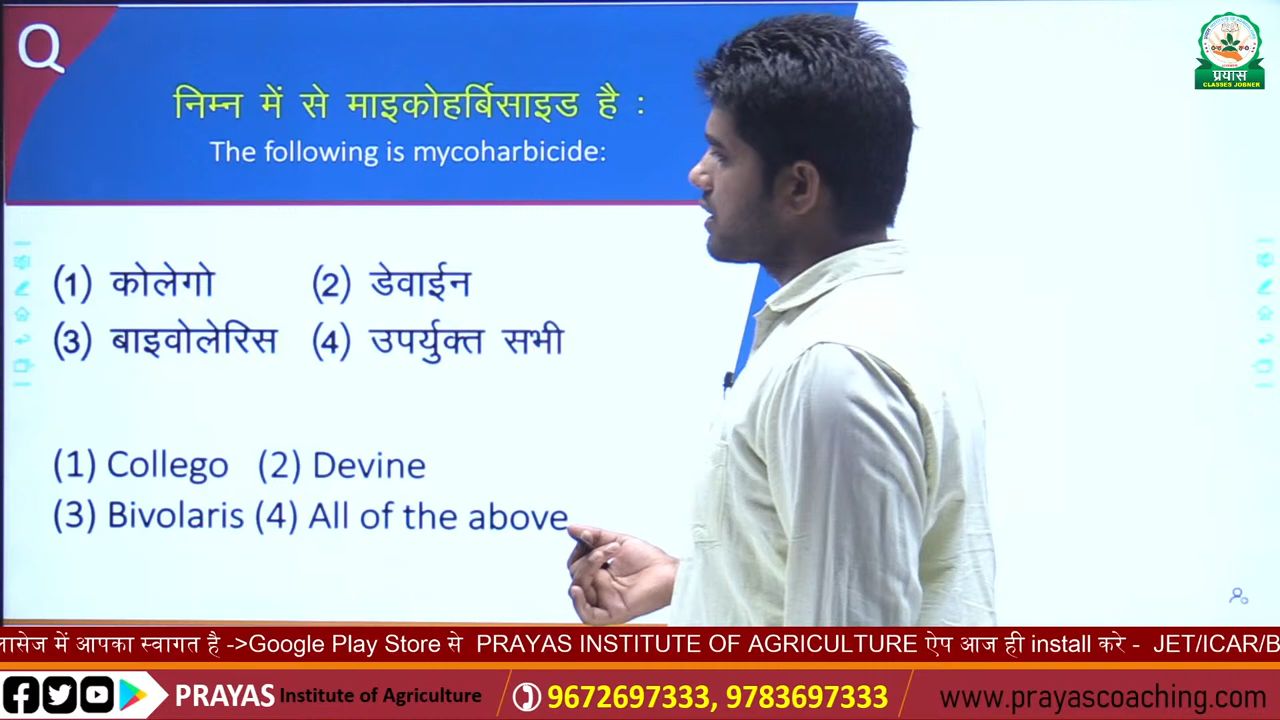 Q
निम्न में से माइकोहर्बिसाइड है :
The following is mycoharbicide:
प्रयास
CLASSES JOBNER
(1) कोलेगो (2) डेवाईन
(3) बाइवोलेरिस (4) उपर्युक्त सभी
(1) Collego (2) Devine
(3) Bivolaris (4) All of the above
लासेज में आपका स्वागत है ->Google Play Store से PRAYAS INSTITUTE OF AGRICULTURE ऐप आज ही install करे - JET/ICAR/B
PRAYAS Institute of Agriculture 9672697333, 9783697333 www.prayascoaching.com